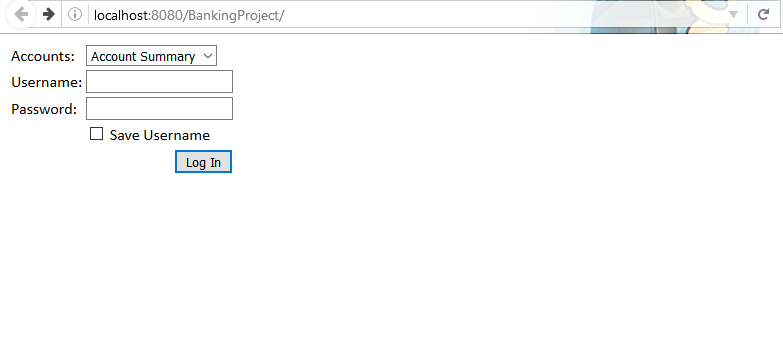 localhost:8080/BankingProject/
Accounts: Account Summary
Username:
Password:
Save Username
Log In